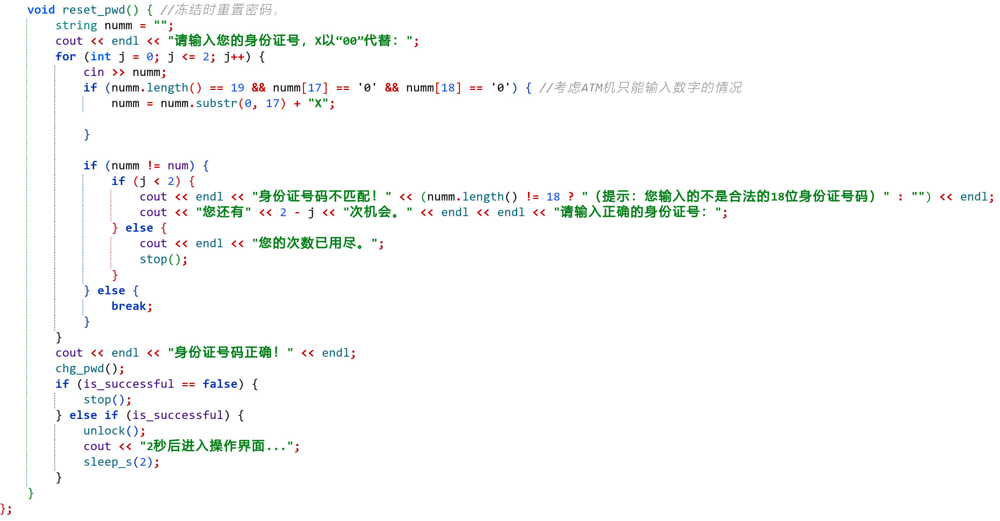 void reset_pwd() { //冻结时重置密码，
string numm = "";
cout << endl << "请输入您的身份证号，X以“00”代替：";
for (int j = 0; j <= 2; j++) {
cin >> numm;
if (numm.length() == 19 && numm[17] == '0' && numm[18] == '0') { //考虑ATM机只能输入数字的情况
numm = numm.substr(0, 17) + "X";
}
if (numm != num) {
if (j < 2) {
cout << endl << "身份证号码不匹配！" << (numm.length() != 18 ? "（提示：您输入的不是合法的18位身份证号码）" : "") << endl;
cout << "您还有" << 2 - j << "次机会。" << endl << endl << "请输入正确的身份证号：";
} else {
cout << endl << "您的次数已用尽。";
stop();
}
} else {
break;
}
}
cout << endl << "身份证号码正确！" << endl;
chg_pwd();
if (is_successful == false) {
stop();
} else if (is_successful) {
unlock();
cout << "2秒后进入操作界面...";
sleep_s(2);
}
}
};